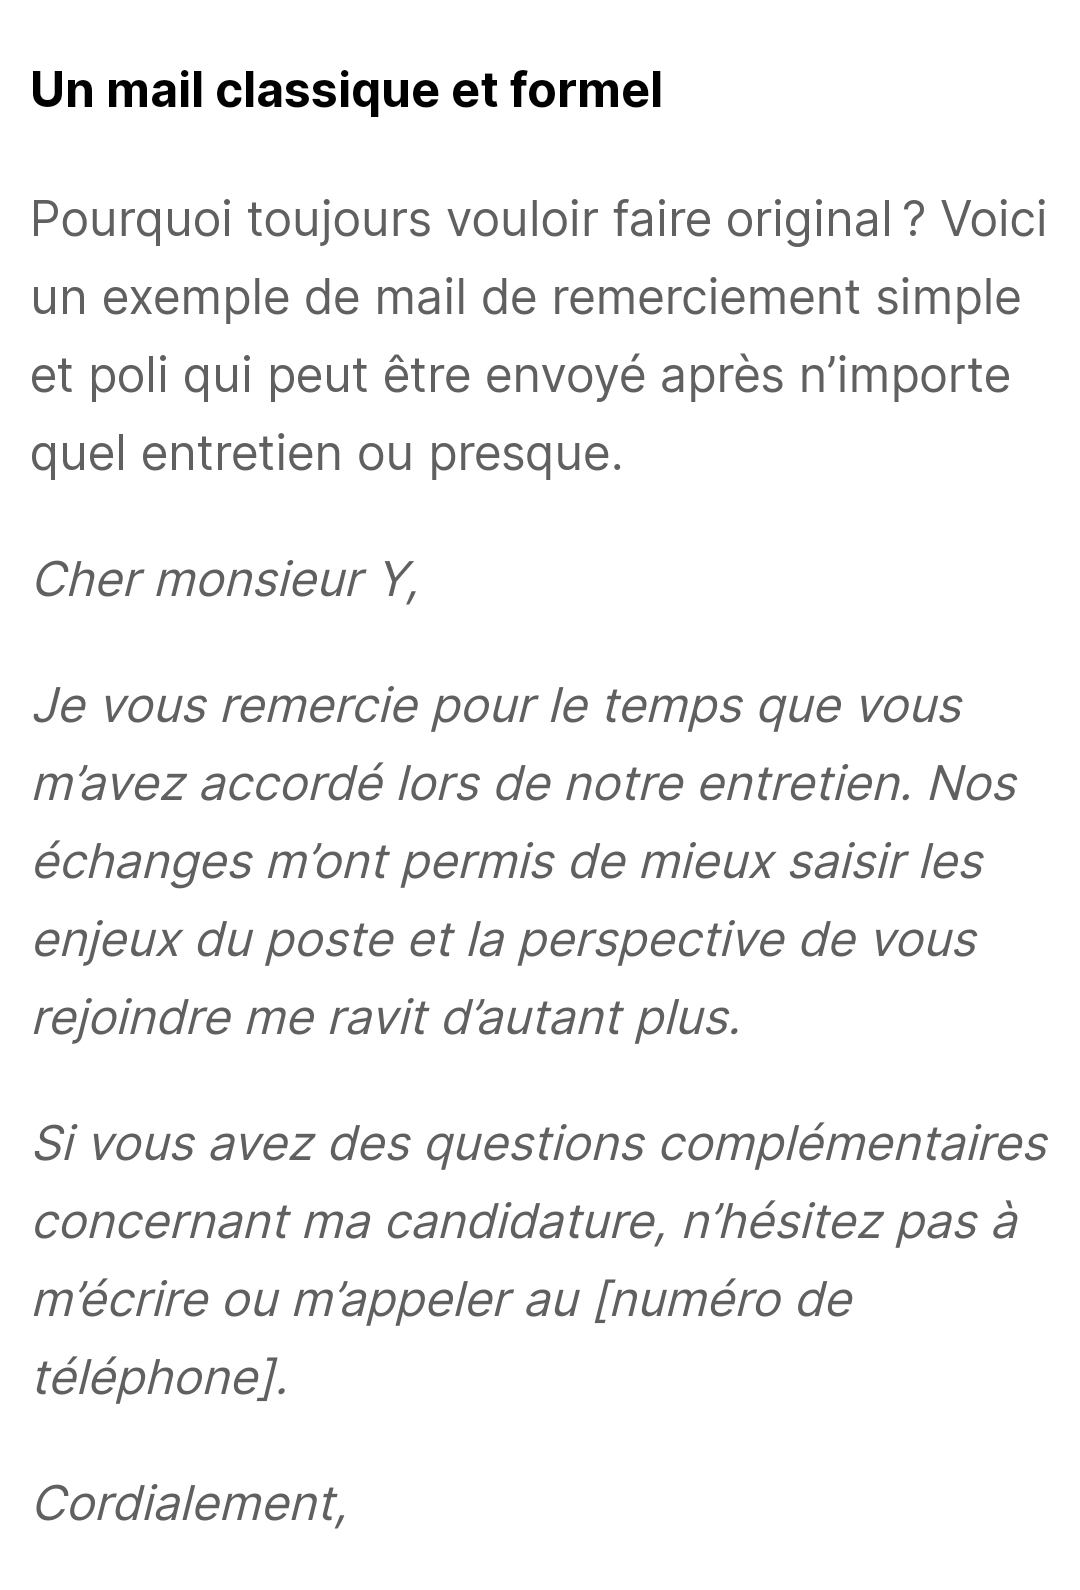 Un mail classique et formel
Pourquoi toujours vouloir faire original ? Voici
un exemple de mail de remerciement simple
et poli qui peut être envoyé après n’importe
quel entretien ou presque.
Cher monsieur Y,
Je vous remercie pour le temps que vous
m’avez accordé lors de notre entretien. Nos
échanges m’ont permis de mieux saisir les
enjeux du poste et la perspective de vous
rejoindre me ravit d’autant plus.
Si vous avez des questions complémentaires
concernant ma candidature, n’hésitez pas à
m’écrire ou m’appeler au [numéro de
téléphone].
Cordialement,